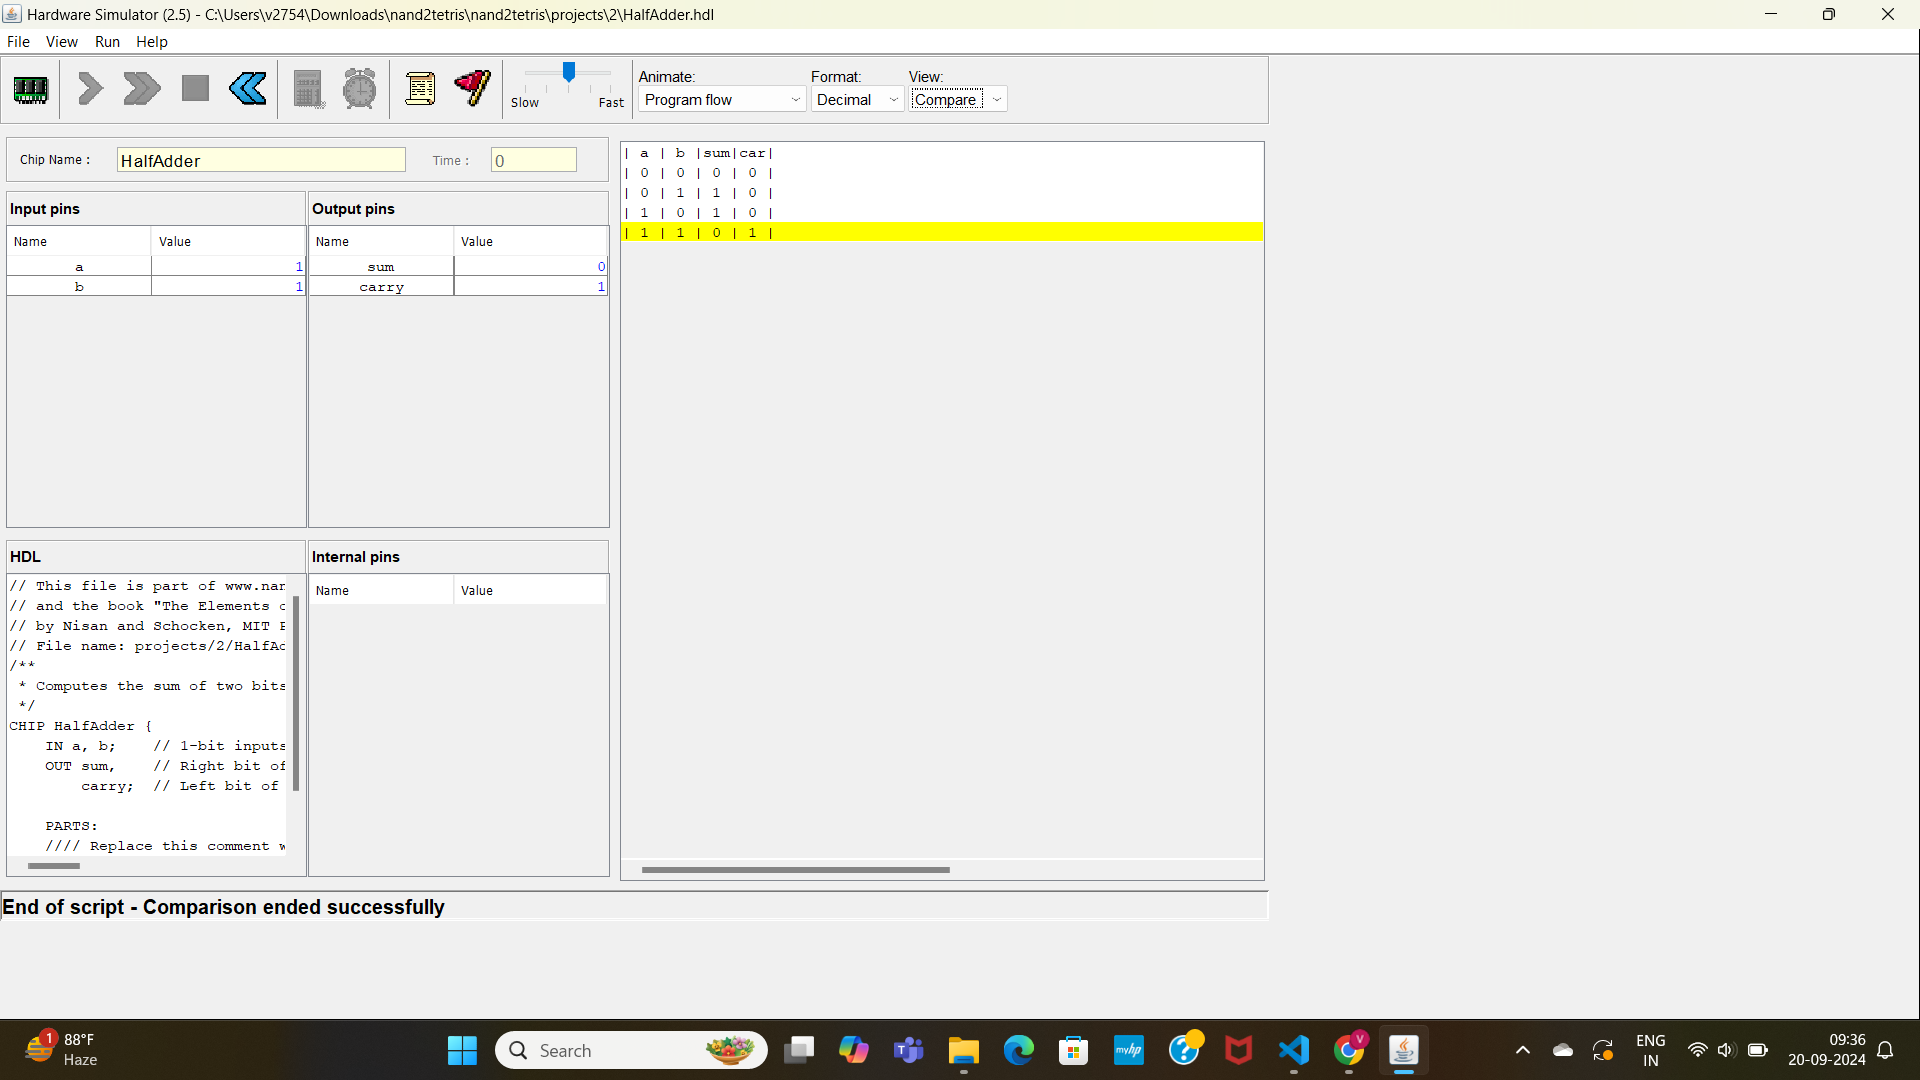 Hardware Simulator (2.5) - C:\Users\v2754\Downloads\nand2tetris\nand2tetris\projects\2\HalfAdder.hdl
File View Run Help
Slow Fast
Animate: Format: View:
Program flow Decimal Compare
Chip Name : HalfAdder Time : 0
Input pins Output pins
Name Value Name Value
a 1 sum 0
b 1 carry 1
| a | b |sum|car|
| 0 | 0 | 0 | 0 |
| 0 | 1 | 1 | 0 |
| 1 | 0 | 1 | 0 |
| 1 | 1 | 0 | 1 |
HDL Internal pins
Name Value
// This file is part of www.nan
// and the book "The Elements o
// by Nisan and Schocken, MIT P
// File name: projects/2/HalfAd
/**
* Computes the sum of two bits
*/
CHIP HalfAdder {
IN a, b; // 1-bit inputs
OUT sum, // Right bit of
carry; // Left bit of
PARTS:
//// Replace this comment w
End of script - Comparison ended successfully
1 88°F
Haze
Search
myhp
V
ENG
IN
09:36
20-09-2024